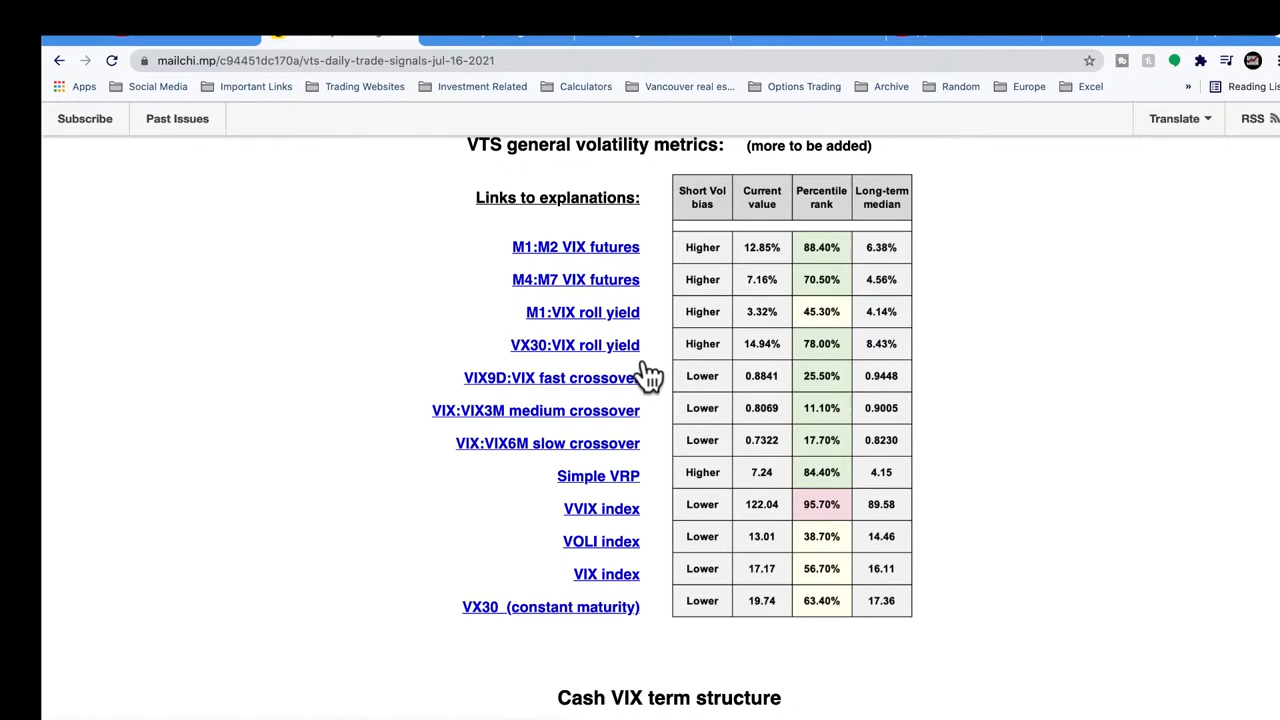 mailchi.mp/c94451dc170a/vts-daily-trade-signals-jul-16-2021
Apps Social Media Important Links Trading Websites Investment Related Calculators Vancouver real es... Options Trading Archive Random Europe Excel » Reading Lis
Subscribe Past Issues Translate RSS
VTS general volatility metrics: (more to be added)
Links to explanations:
Short Vol bias Current value Percentile rank Long-term median
M1:M2 VIX futures Higher 12.85% 88.40% 6.38%
M4:M7 VIX futures Higher 7.16% 70.50% 4.56%
M1:VIX roll yield Higher 3.32% 45.30% 4.14%
VX30:VIX roll yield Higher 14.94% 78.00% 8.43%
VIX9D:VIX fast crossover Lower 0.8841 25.50% 0.9448
VIX:VIX3M medium crossover Lower 0.8069 11.10% 0.9005
VIX:VIX6M slow crossover Lower 0.7322 17.70% 0.8230
Simple VRP Higher 7.24 84.40% 4.15
VVIX index Lower 122.04 95.70% 89.58
VOLI index Lower 13.01 38.70% 14.46
VIX index Lower 17.17 56.70% 16.11
VX30 (constant maturity) Lower 19.74 63.40% 17.36
Cash VIX term structure